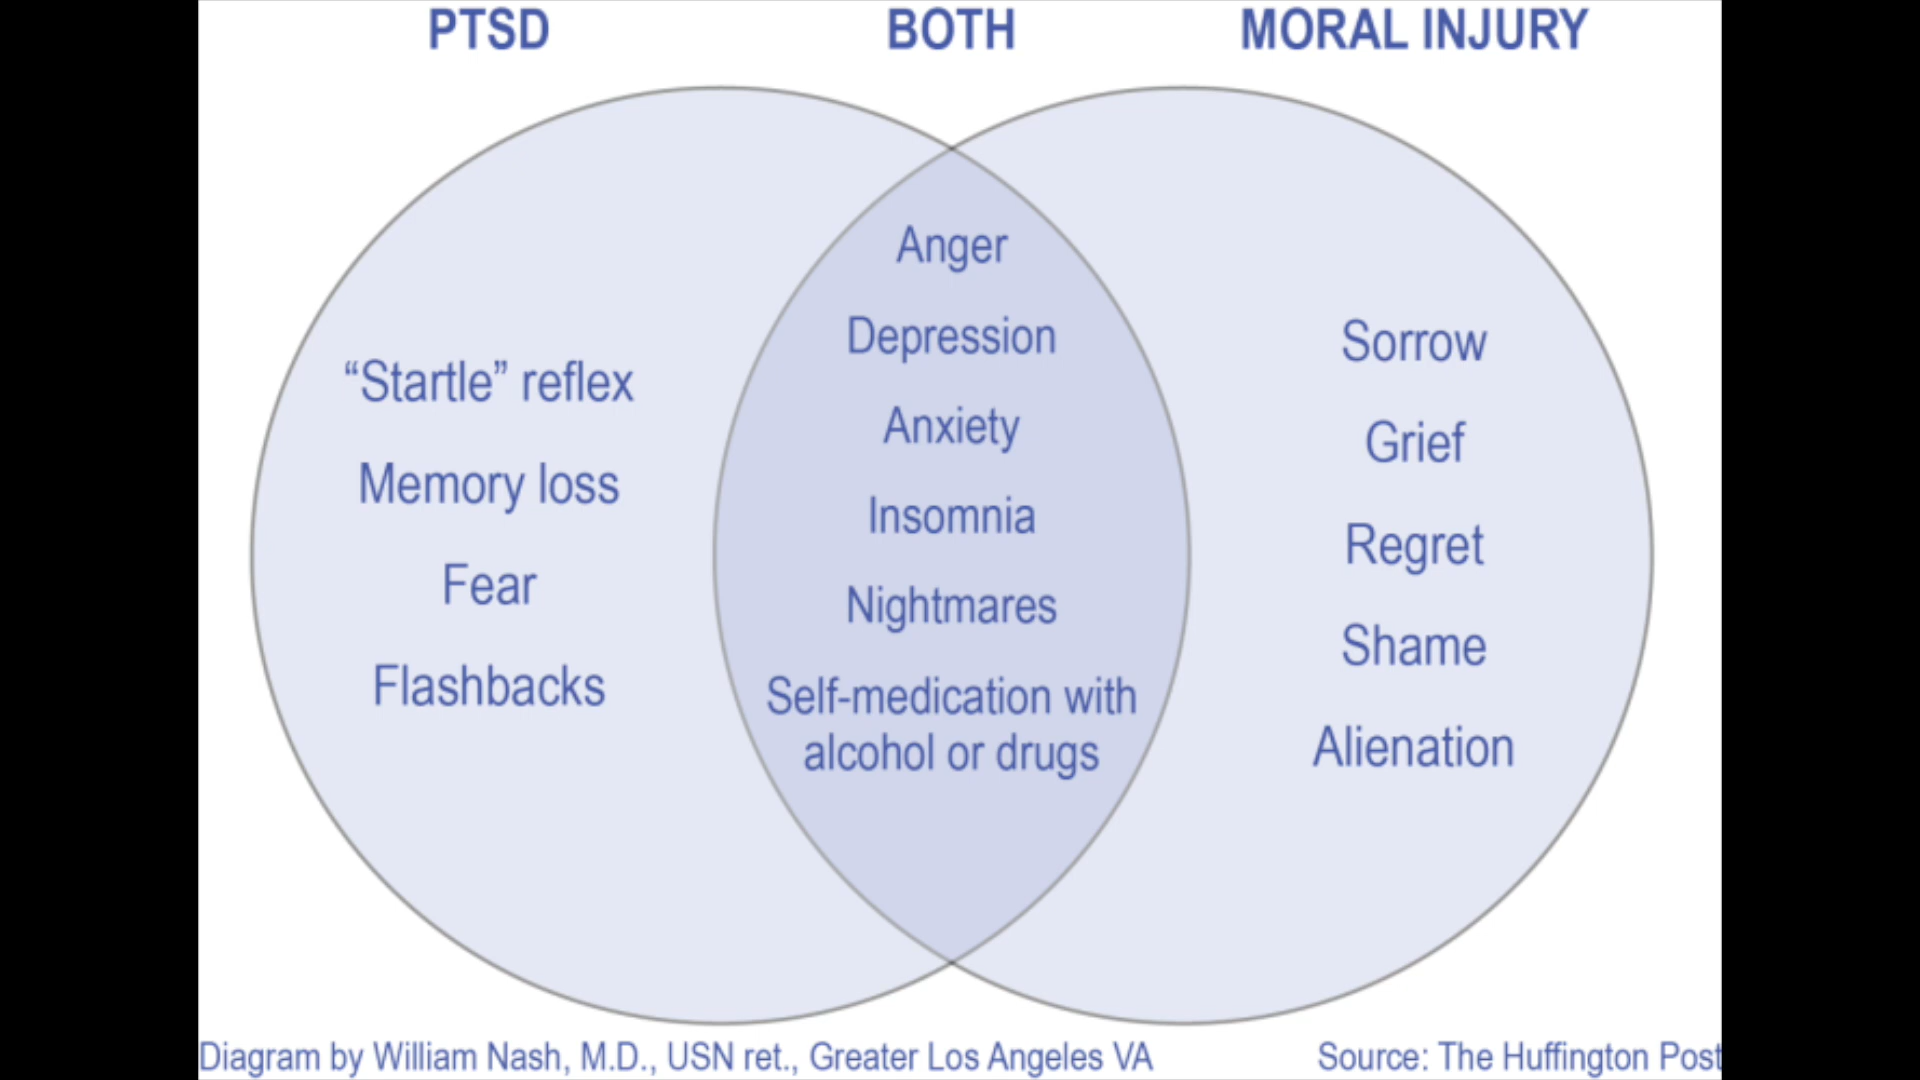 PTSD
BOTH
MORAL INJURY
“Startle” reflex
Memory loss
Fear
Flashbacks
Anger
Depression
Anxiety
Insomnia
Nightmares
Self-medication with
alcohol or drugs
Sorrow
Grief
Regret
Shame
Alienation
Diagram by William Nash, M.D., USN ret., Greater Los Angeles VA
Source: The Huffington Post